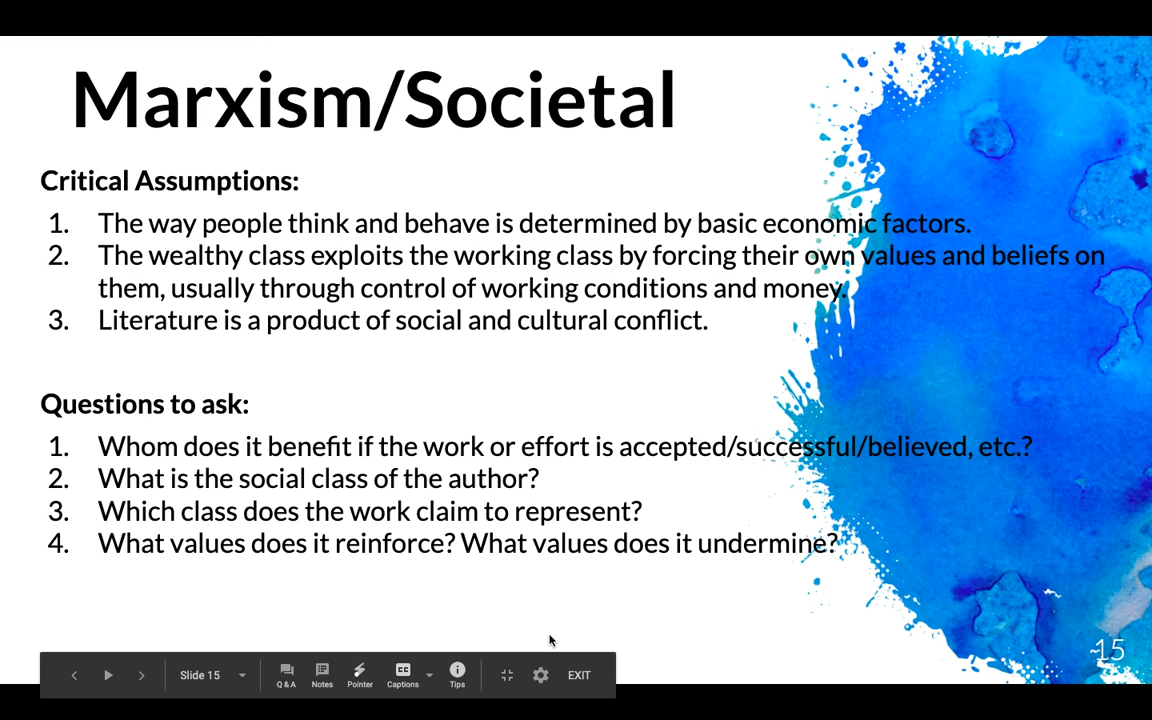 Marxism/Societal
Critical Assumptions:
1. The way people think and behave is determined by basic economic factors.
2. The wealthy class exploits the working class by forcing their own values and beliefs on
them, usually through control of working conditions and money.
3. Literature is a product of social and cultural conflict.
Questions to ask:
1. Whom does it benefit if the work or effort is accepted/successful/believed, etc.?
2. What is the social class of the author?
3. Which class does the work claim to represent?
4. What values does it reinforce? What values does it undermine?
15
Slide 15
Q & A
Notes
Pointer
CC
Captions
Tips
EXIT